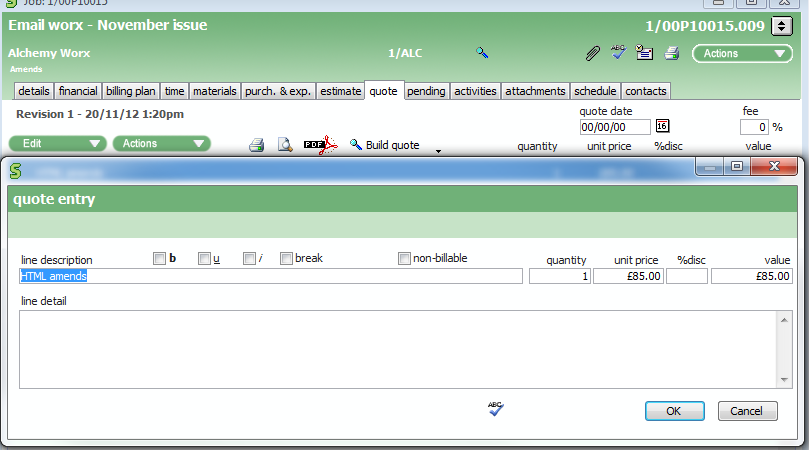 Job: 1/00P10015
Email worx - November issue
1/00P10015.009
Alchemy Worx
1/ALC
ABC
Actions
Amends
details
financial
billing plan
time
materials
purch. & exp.
estimate
quote
pending
activities
attachments
schedule
contacts
Revision 1 - 20/11/12 1:20pm
quote date
fee
00/00/00
16
0 %
Edit
Actions
PDF
Build quote
quantity
unit price
%disc
value
quote entry
line description
b
u
i
break
non-billable
quantity
unit price
%disc
value
HTML amends
1
£85.00
£85.00
line detail
ABC
OK
Cancel